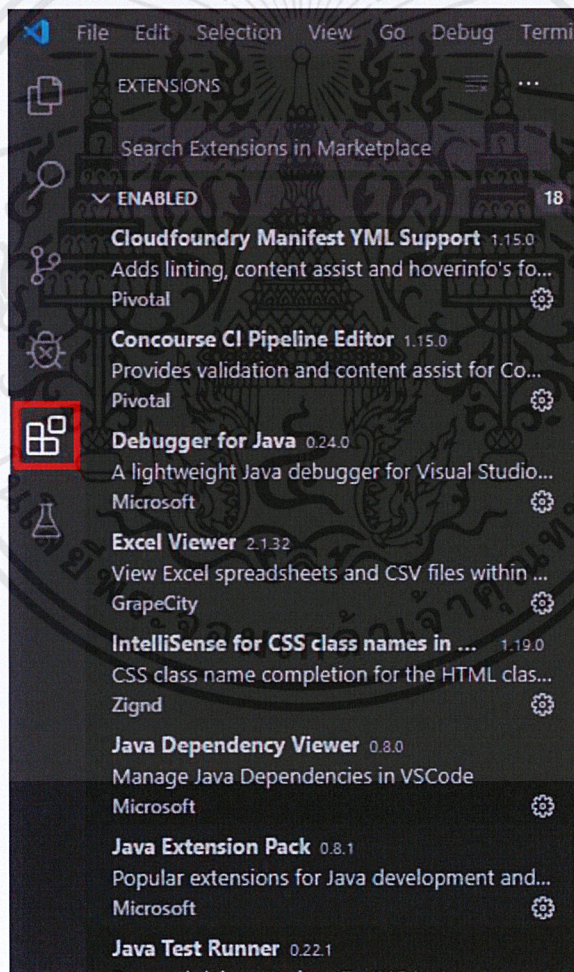 File Edit Selection View Go Debug Termi
EXTENSIONS
Search Extensions in Marketplace
ENABLED 18
Cloudfoundry Manifest YML Support 1.15.0
Adds linting, content assist and hoverinfo's fo...
Pivotal
Concourse CI Pipeline Editor 1.15.0
Provides validation and content assist for Co...
Pivotal
Debugger for Java 0.24.0
A lightweight Java debugger for Visual Studio...
Microsoft
Excel Viewer 2.1.32
View Excel spreadsheets and CSV files within ...
GrapeCity
IntelliSense for CSS class names in ... 1.19.0
CSS class name completion for the HTML clas...
Zignd
Java Dependency Viewer 0.8.0
Manage Java Dependencies in VSCode
Microsoft
Java Extension Pack 0.8.1
Popular extensions for Java development and...
Microsoft
Java Test Runner 0.22.1